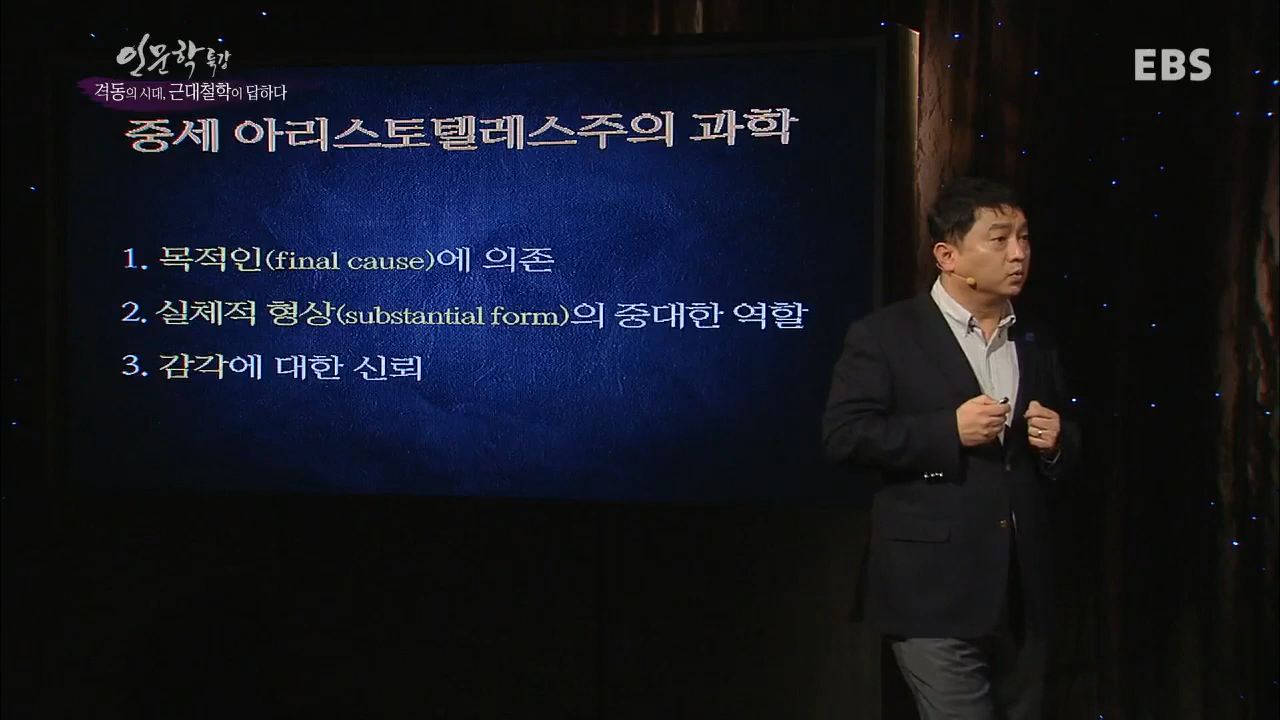 인문학 특강
EBS
격동의 시대, 근대철학이 답하다
중세 아리스토텔레스주의 과학
1. 목적인(final cause)에 의존
2. 실체적 형상(substantial form)의 중대한 역할
3. 감각에 대한 신뢰